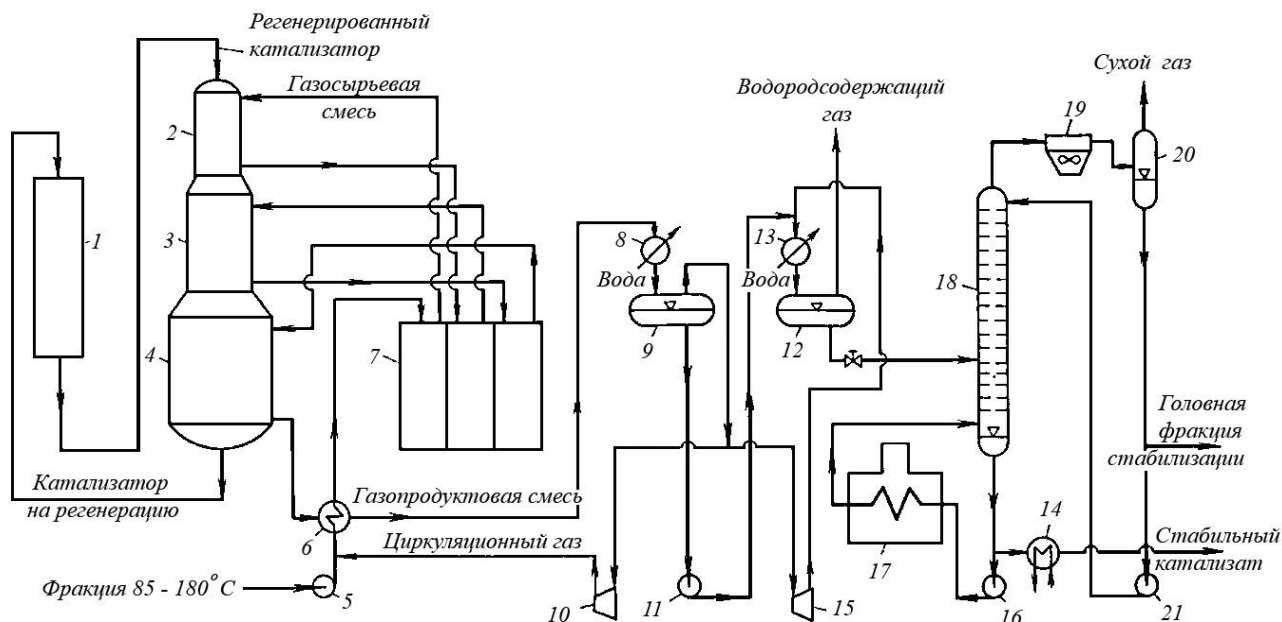 Регенерированный
катализатор
Газосырьевая
смесь
Водородсодержащий
газ
Сухой газ
19
20
2
1
3
4
7
8
Вода
9
13
Вода
12
18
Головная
фракция
стабилизации
Катализатор
на регенерацию
Газопродуктовая смесь
6
Циркуляционный газ
Фракция 85 - 180°С
5
10
11
15
17
14
Стабильный
катализат
16
21